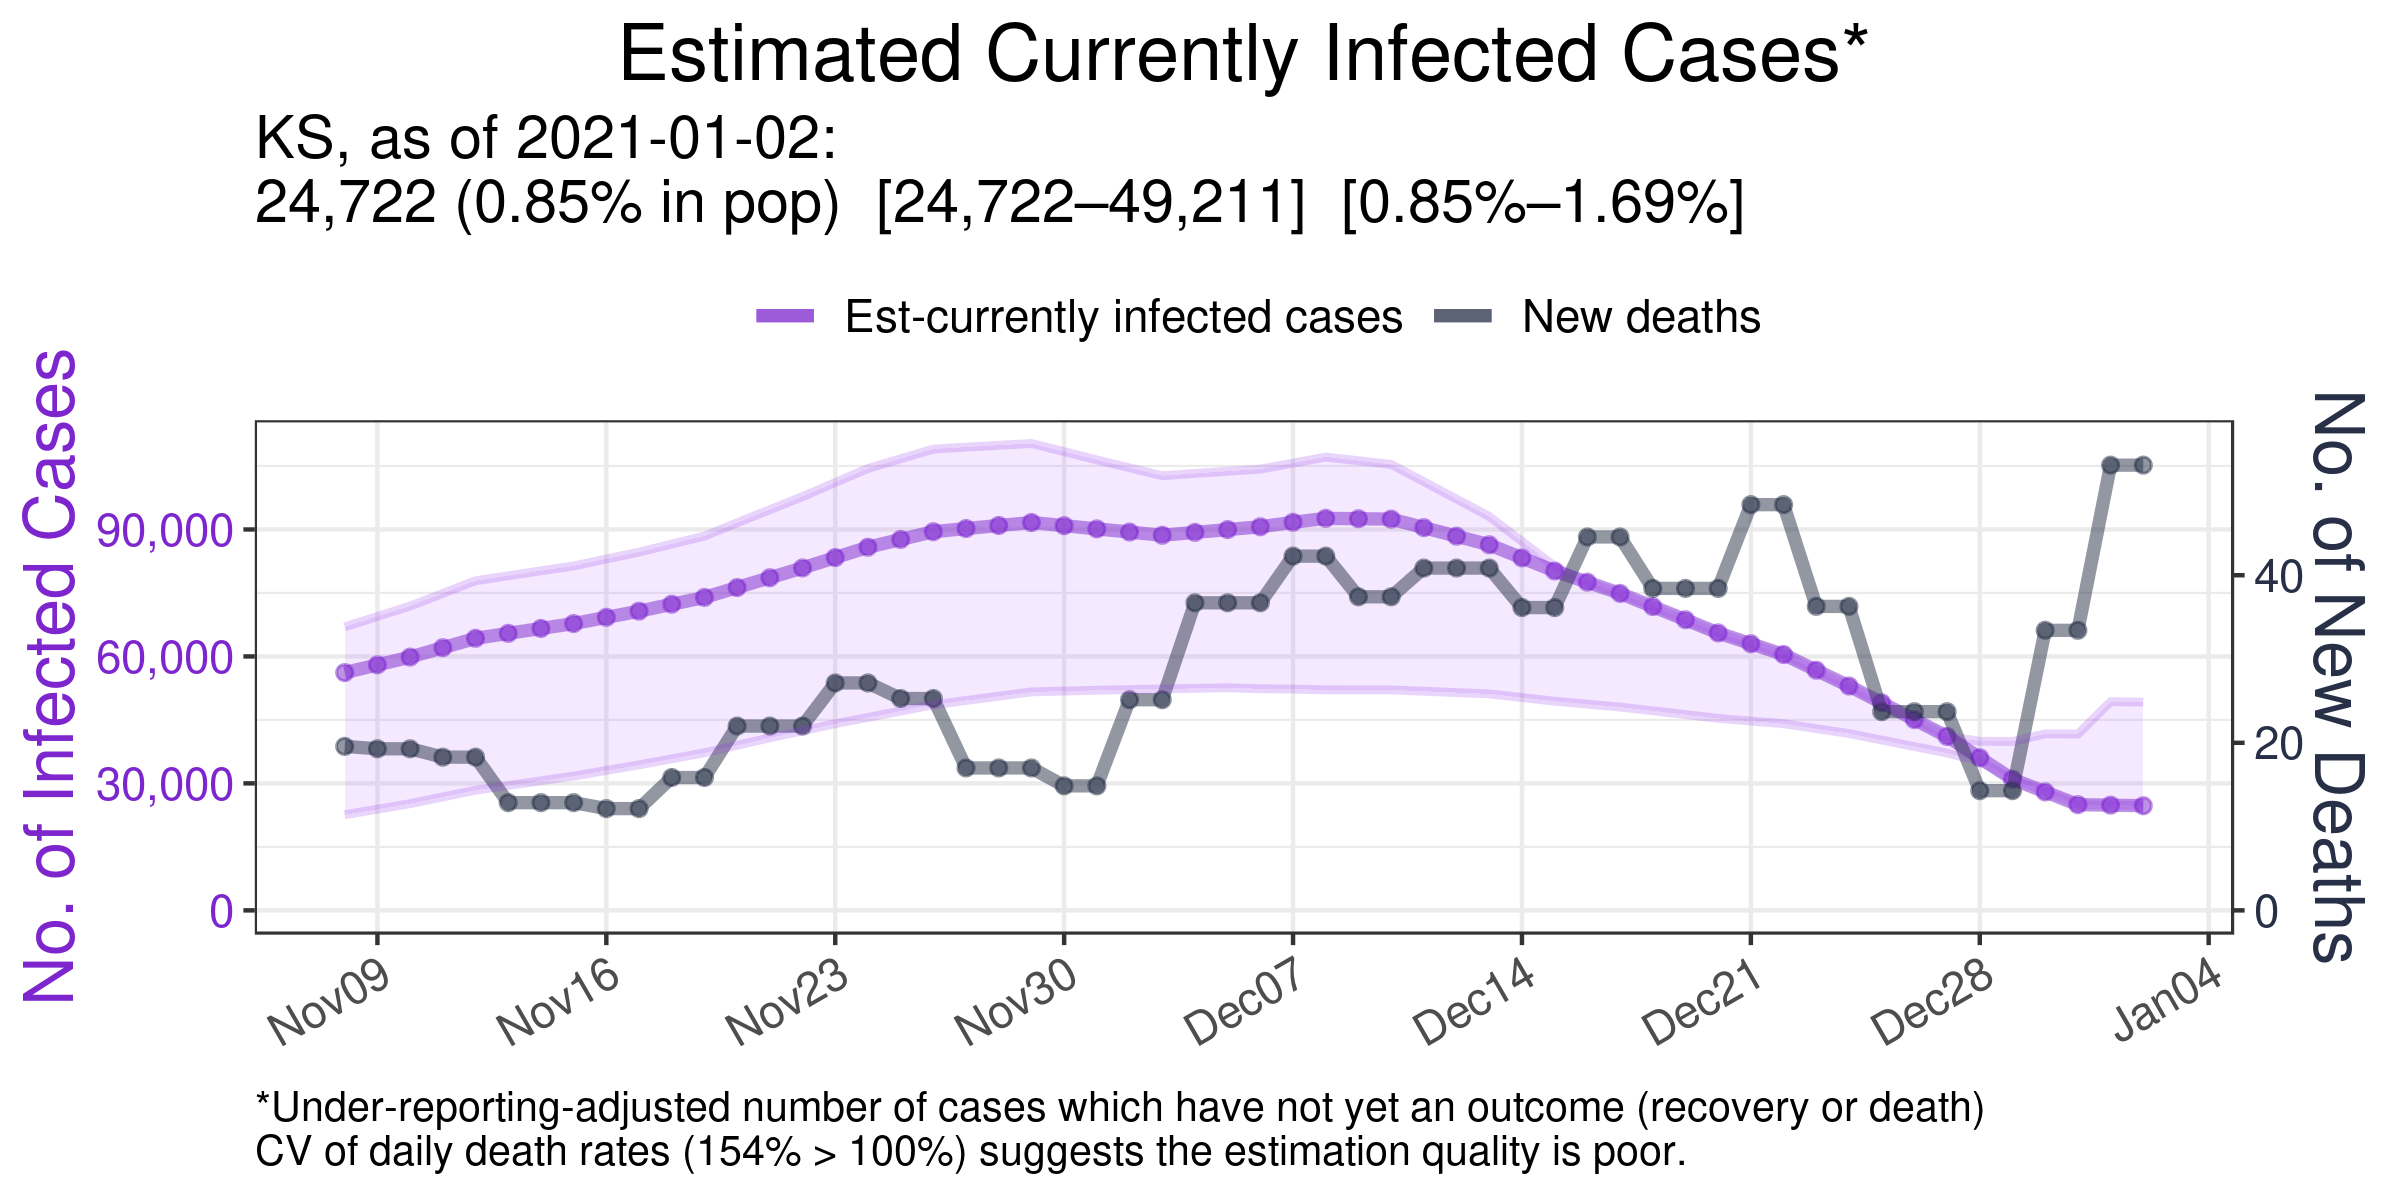 Estimated Currently Infected Cases*
KS, as of 2021-01-02:
24,722 (0.85% in pop)  [24,722–49,211]  [0.85%–1.69%]
Est-currently infected cases
New deaths
No. of Infected Cases
90,000
60,000
30,000
0
No. of New Deaths
40
20
0
Nov09
Nov16
Nov23
Nov30
Dec07
Dec14
Dec21
Dec28
Jan04
*Under-reporting-adjusted number of cases which have not yet an outcome (recovery or death)
CV of daily death rates (154% > 100%) suggests the estimation quality is poor.